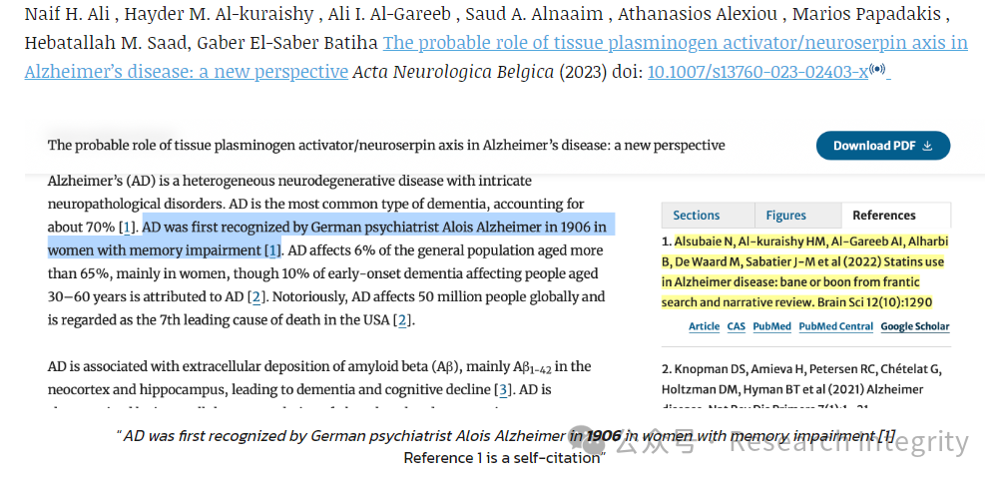 Naif H. Ali , Hayder M. Al-kuraishy , Ali I. Al-Gareeb , Saud A. Alnaaim , Athanasios Alexiou , Marios Papadakis ,
Hebatallah M. Saad, Gaber El-Saber Batiha The probable role of tissue plasminogen activator/neuroserpin axis in
Alzheimer's disease: a new perspective Acta Neurologica Belgica (2023) doi: 10.1007/s13760-023-02403-x
The probable role of tissue plasminogen activator/neuroserpin axis in Alzheimer's disease: a new perspective
Download PDF
Alzheimer's (AD) is a heterogeneous neurodegenerative disease with intricate
neuropathological disorders. AD is the most common type of dementia, accounting for
about 70% [1]. AD was first recognized by German psychiatrist Alois Alzheimer in 1906 in
women with memory impairment [1]. AD affects 6% of the general population aged more
than 65%, mainly in women, though 10% of early-onset dementia affecting people aged
30–60 years is attributed to AD [2]. Notoriously, AD affects 50 million people globally and
is regarded as the 7th leading cause of death in the USA [2].
AD is associated with extracellular deposition of amyloid beta (Aβ), mainly Aβ1-42 in the
neocortex and hippocampus, leading to dementia and cognitive decline [3]. AD is
Sections
Figures
References
1. Alsubaie N, Al-kuraishy HM, Al-Gareeb AI, Alharbi
B, De Waard M, Sabatier J-M et al (2022) Statins use
in Alzheimer disease: bane or boon from frantic
search and narrative review. Brain Sci 12(10):1290
Article CAS PubMed PubMed Central Google Scholar
2. Knopman DS, Amieva H, Petersen RC, Chételat G,
Holtzman DM, Hyman BT et al (2021) Alzheimer
"AD was first recognized by German psychiatrist Alois Alzheimer in 1906 in women with memory impairment [1]
Reference 1 is a self-citation"
公众号 · Research Integrity